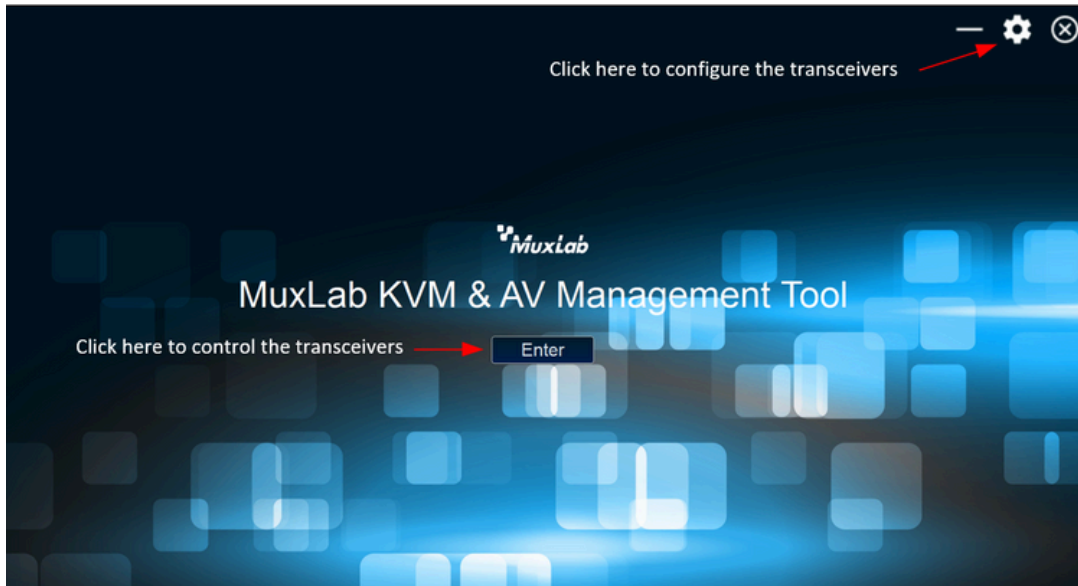 Click here to configure the transceivers
MuxLab
MuxLab KVM & AV Management Tool
Click here to control the transceivers
Enter